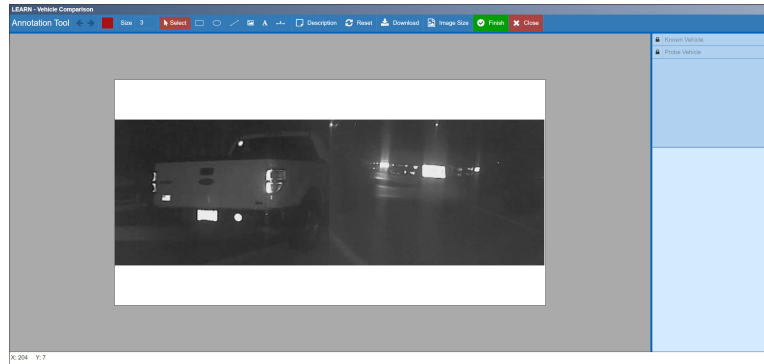 LEARN - Vehicle Comparison
Annotation Tool Size 3 Select A Description Reset Download Image Size Finish Close
Known Vehicle
Probe Vehicle
X: 204 Y: 7